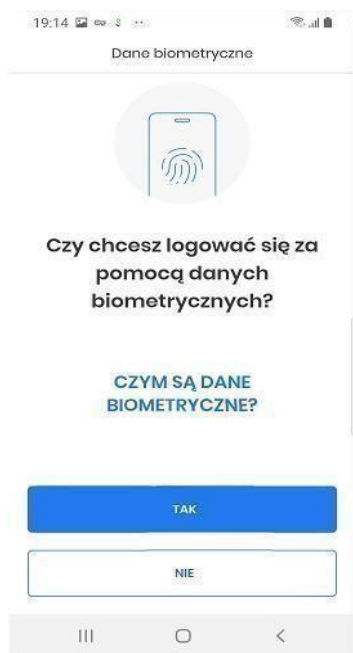 19:14
Dane biometryczne
Czy chcesz logować się za
pomocą danych
biometrycznych?
CZYM SĄ DANE
BIOMETRYCZNE?
TAK
NIE